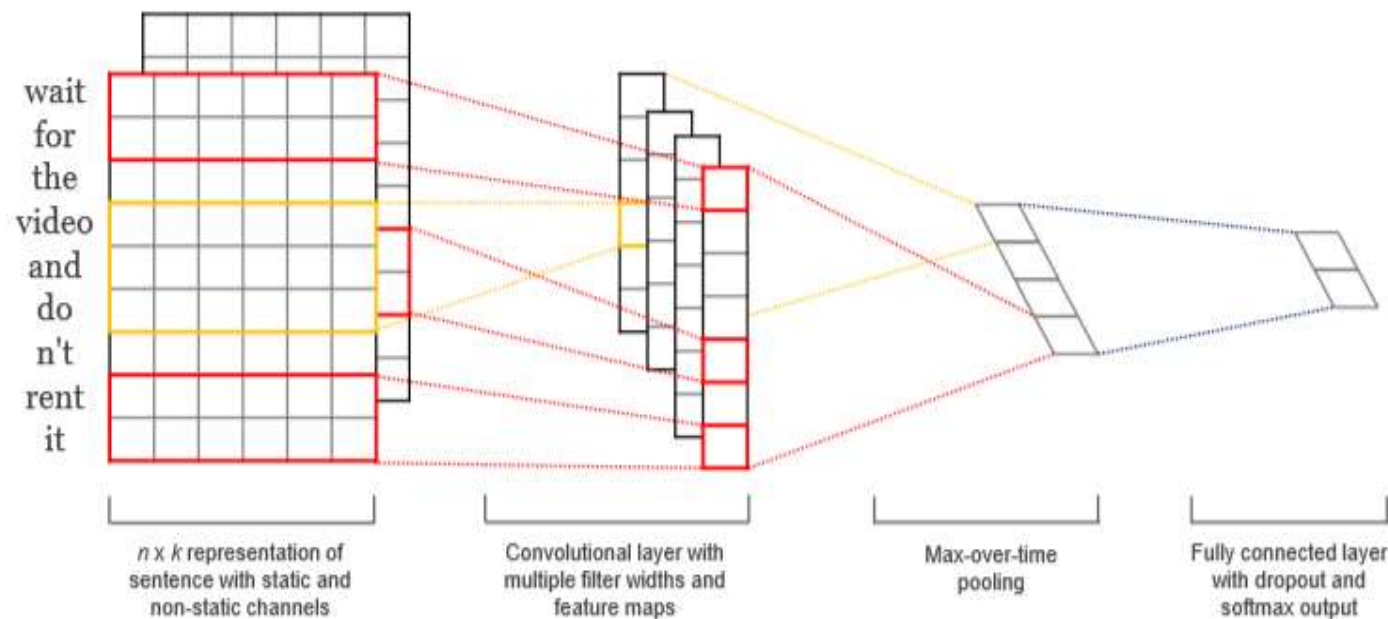 wait
for
the
video
and
do
n't
rent
it
n x k representation of
sentence with static and
non-static channels
Convolutional layer with
multiple filter widths and
feature maps
Max-over-time
pooling
Fully connected layer
with dropout and
softmax output